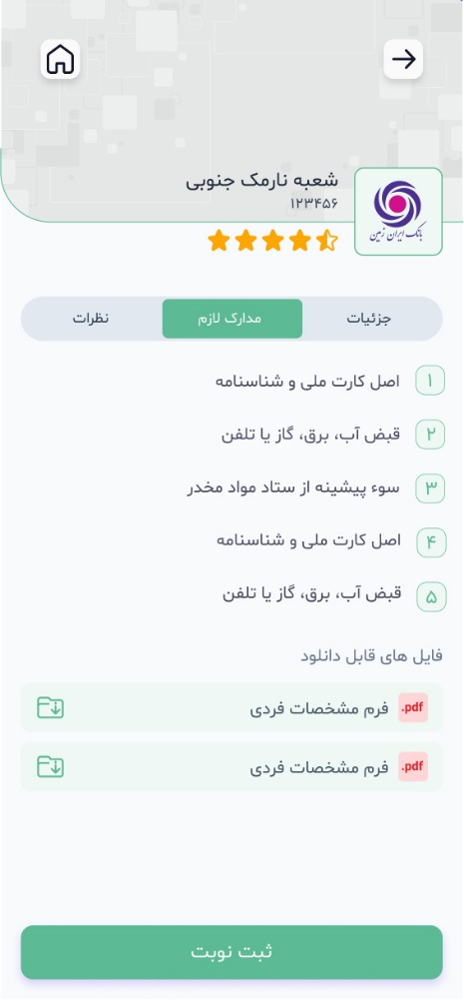 شعبه نارمک جنوبی
۱۲۳۴۵۶
بانک ایران زمین
جزئیات
مدارک لازم
نظرات
۱ اصل کارت ملی و شناسنامه
۲ قبض آب، برق، گاز یا تلفن
۳ سوء پیشینه از ستاد مواد مخدر
۴ اصل کارت ملی و شناسنامه
۵ قبض آب، برق، گاز یا تلفن
فایل های قابل دانلود
.pdf فرم مشخصات فردی
.pdf فرم مشخصات فردی
ثبت نوبت